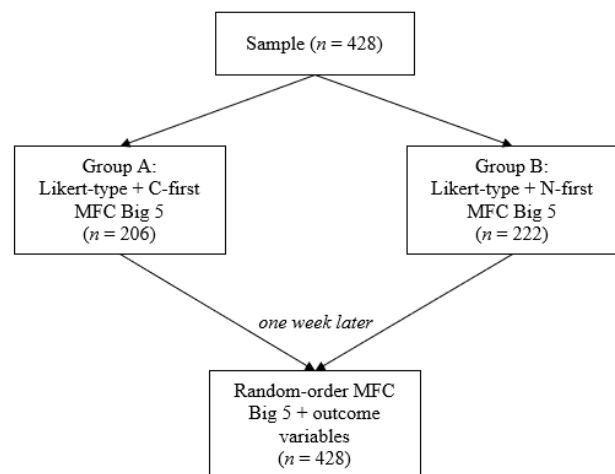 Sample (n = 428)
Group A:
Likert-type + C-first
MFC Big 5
(n = 206)
Group B:
Likert-type + N-first
MFC Big 5
(n = 222)
one week later
Random-order MFC
Big 5 + outcome
variables
(n = 428)